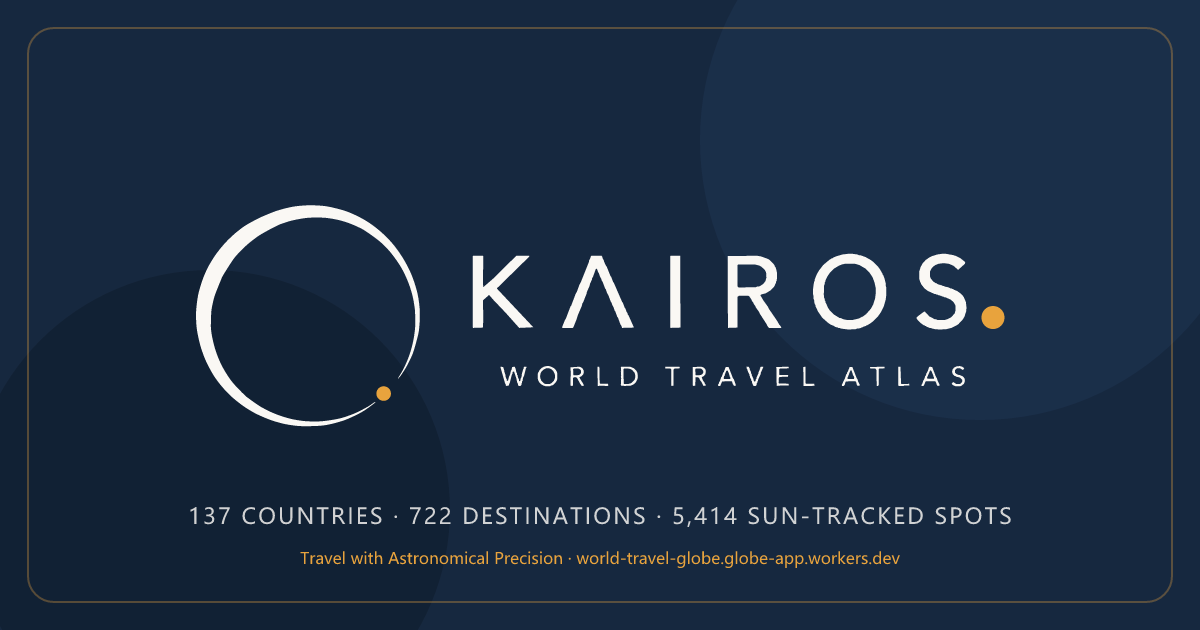 KAIROS.
WORLD TRAVEL ATLAS
137 COUNTRIES · 722 DESTINATIONS · 5,414 SUN-TRACKED SPOTS
Travel with Astronomical Precision · world-travel-globe.globe-app.workers.dev